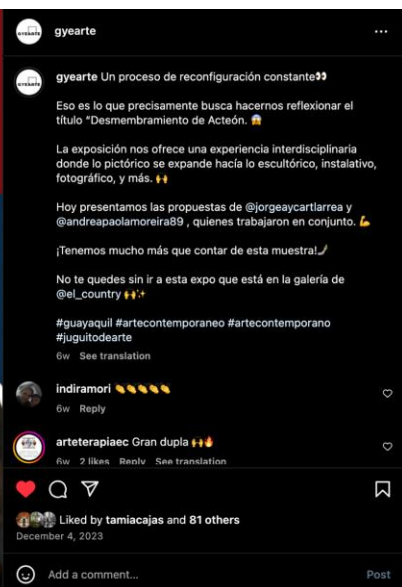 gyearte
gyearte Un proceso de reconfiguración constante👀
Eso es lo que precisamente busca hacernos reflexionar el
título “Desmembramiento de Acteón. 😱
La exposición nos ofrece una experiencia interdisciplinaria
donde lo pictórico se expande hacía lo escultórico, instalativo,
fotográfico, y más. 🙌
Hoy presentamos las propuestas de @jorgeaycartlarrea y
@andreapaolamoreira89 , quienes trabajaron en conjunto. 💪
¡Tenemos mucho más que contar de esta muestra!🤳
No te quedes sin ir a esta expo que está en la galería de
@el_country 🙌✨
#guayaquil #artecontemporaneo #artecontemporano
#juguitodearte
6w See translation
indiramori 👏👏👏👏👏
6w Reply
arteterapiaec Gran dupla 🙌🔥
6w 2 likes Reply See translation
Liked by tamiacajas and 81 others
December 4, 2023
Add a comment...
Post